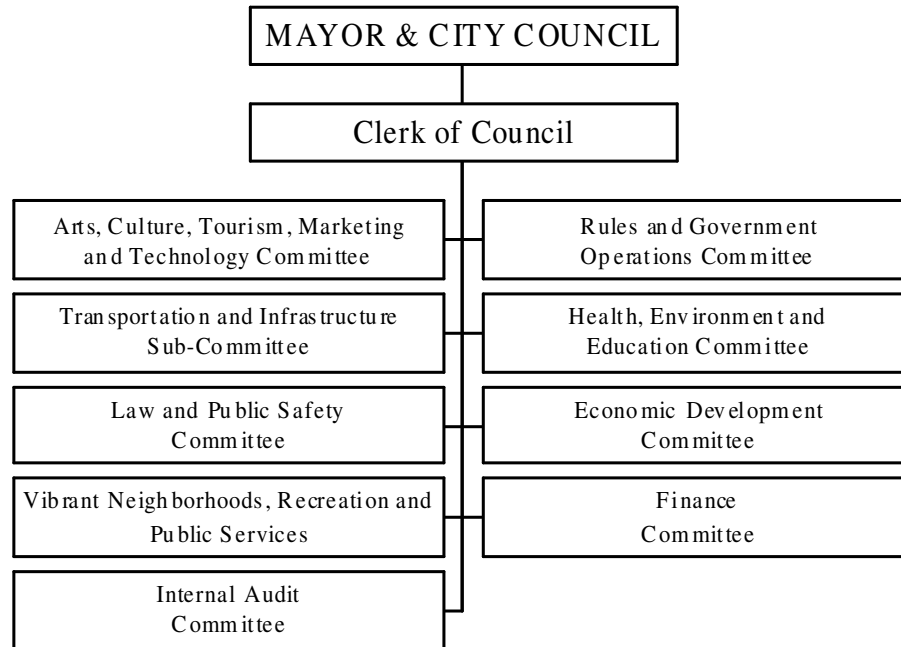 MAYOR & CITY COUNCIL
Clerk of Council
Arts, Culture, Tourism, Marketing
and Technology Committee
Rules and Government
Operations Committee
Transportation and Infrastructure
Sub-Committee
Health, Environment and
Education Committee
Law and Public Safety
Committee
Economic Development
Committee
Vibrant Neighborhoods, Recreation and
Public Services
Finance
Committee
Internal Audit
Committee